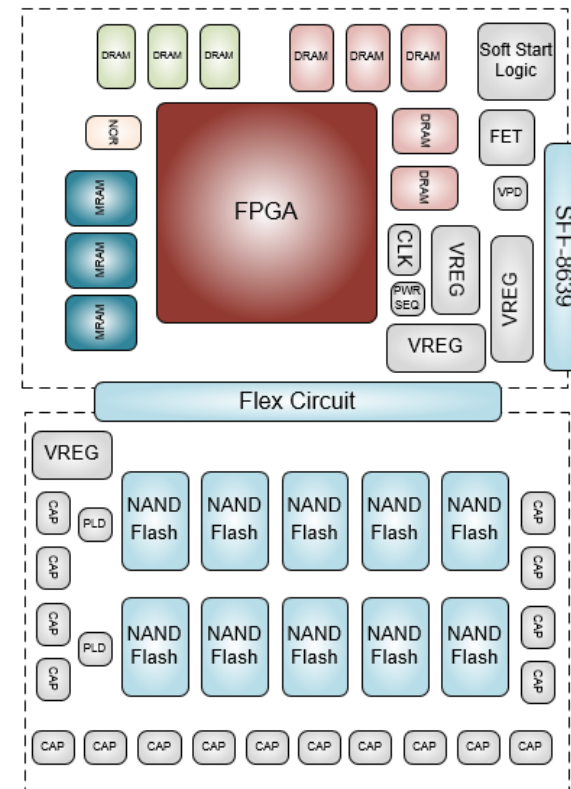 DRAM
DRAM
DRAM
DRAM
DRAM
DRAM
Soft Start
Logic
NOR
FPGA
DRAM
FET
MRAM
DRAM
VPD
SFF-8639
MRAM
CLK
VREG
VREG
MRAM
PWR
SEQ
VREG
Flex Circuit
VREG
CAP
PLD
NAND
Flash
NAND
Flash
NAND
Flash
NAND
Flash
NAND
Flash
CAP
CAP
CAP
CAP
PLD
NAND
Flash
NAND
Flash
NAND
Flash
NAND
Flash
NAND
Flash
CAP
CAP
CAP
CAP
CAP
CAP
CAP
CAP
CAP
CAP
CAP
CAP
CAP